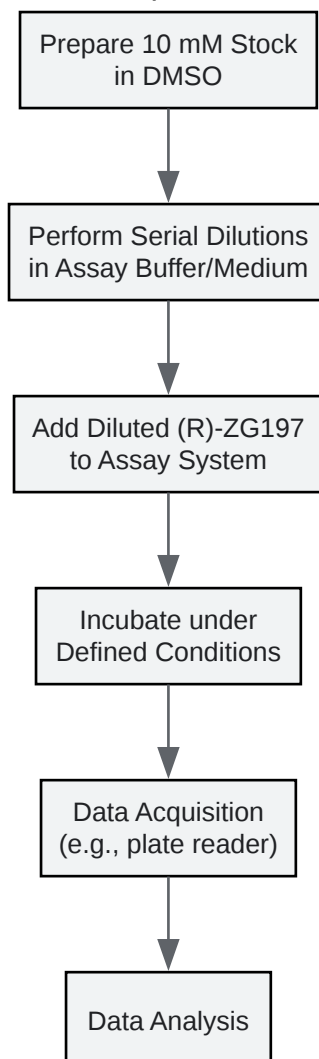 Prepare 10 mM Stock
in DMSO
Perform Serial Dilutions
in Assay Buffer/Medium
Add Diluted (R)-ZG197
to Assay System
Incubate under
Defined Conditions
Data Acquisition
(e.g., plate reader)
Data Analysis